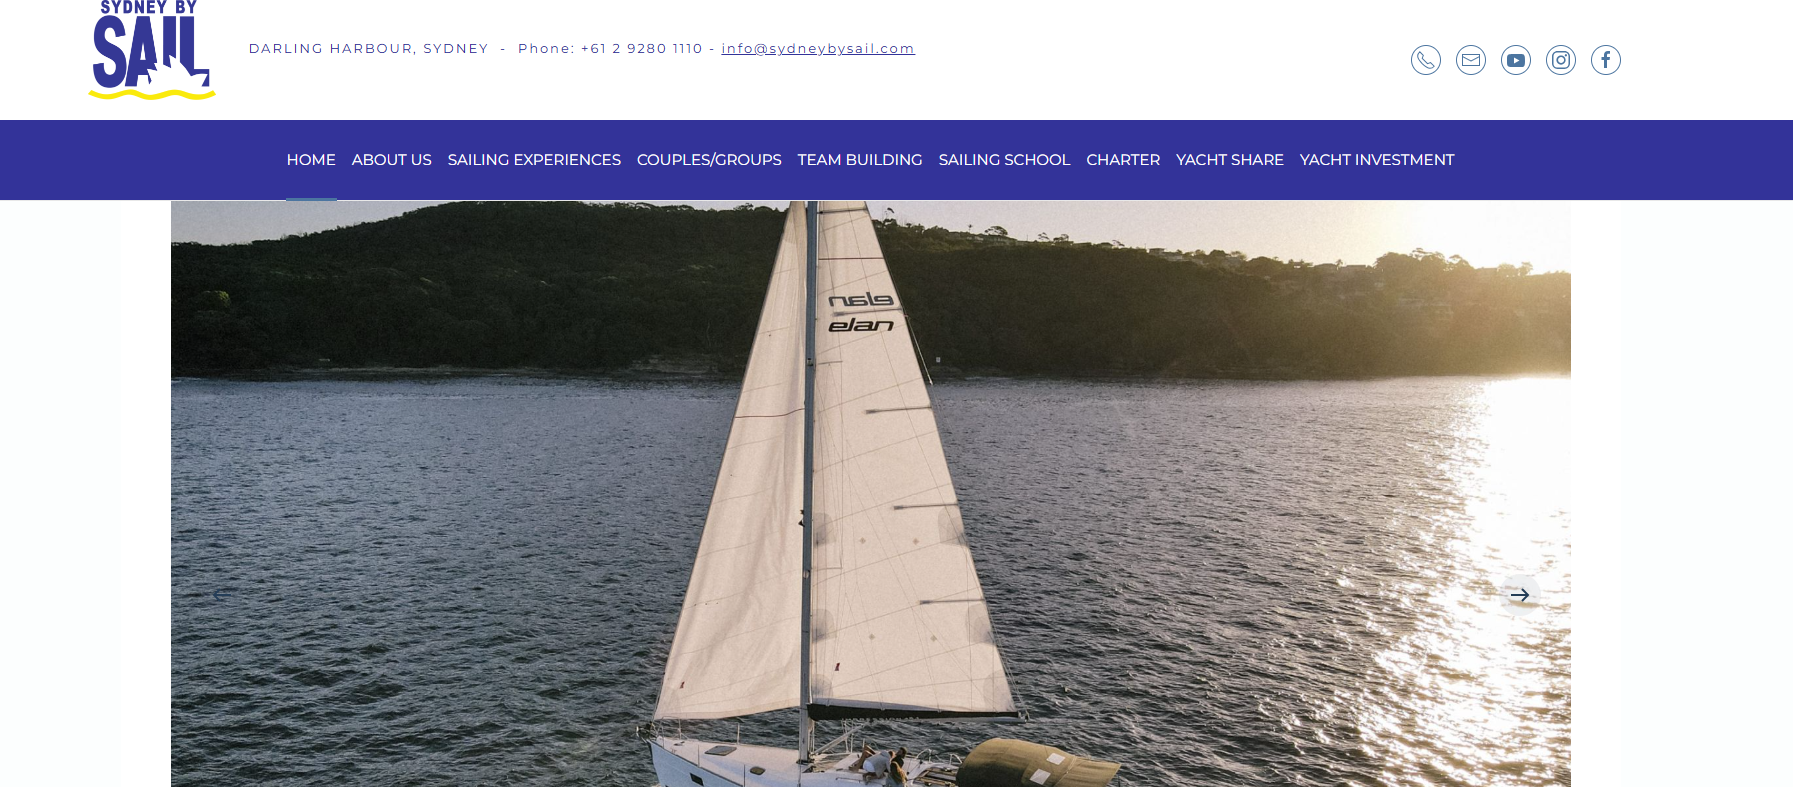 SYDNEY BY
SAIL
DARLING HARBOUR, SYDNEY - Phone: +61 2 9280 1110 - info@sydneybysail.com
HOME ABOUT US SAILING EXPERIENCES COUPLES/GROUPS TEAM BUILDING SAILING SCHOOL CHARTER YACHT SHARE YACHT INVESTMENT
elan
elan